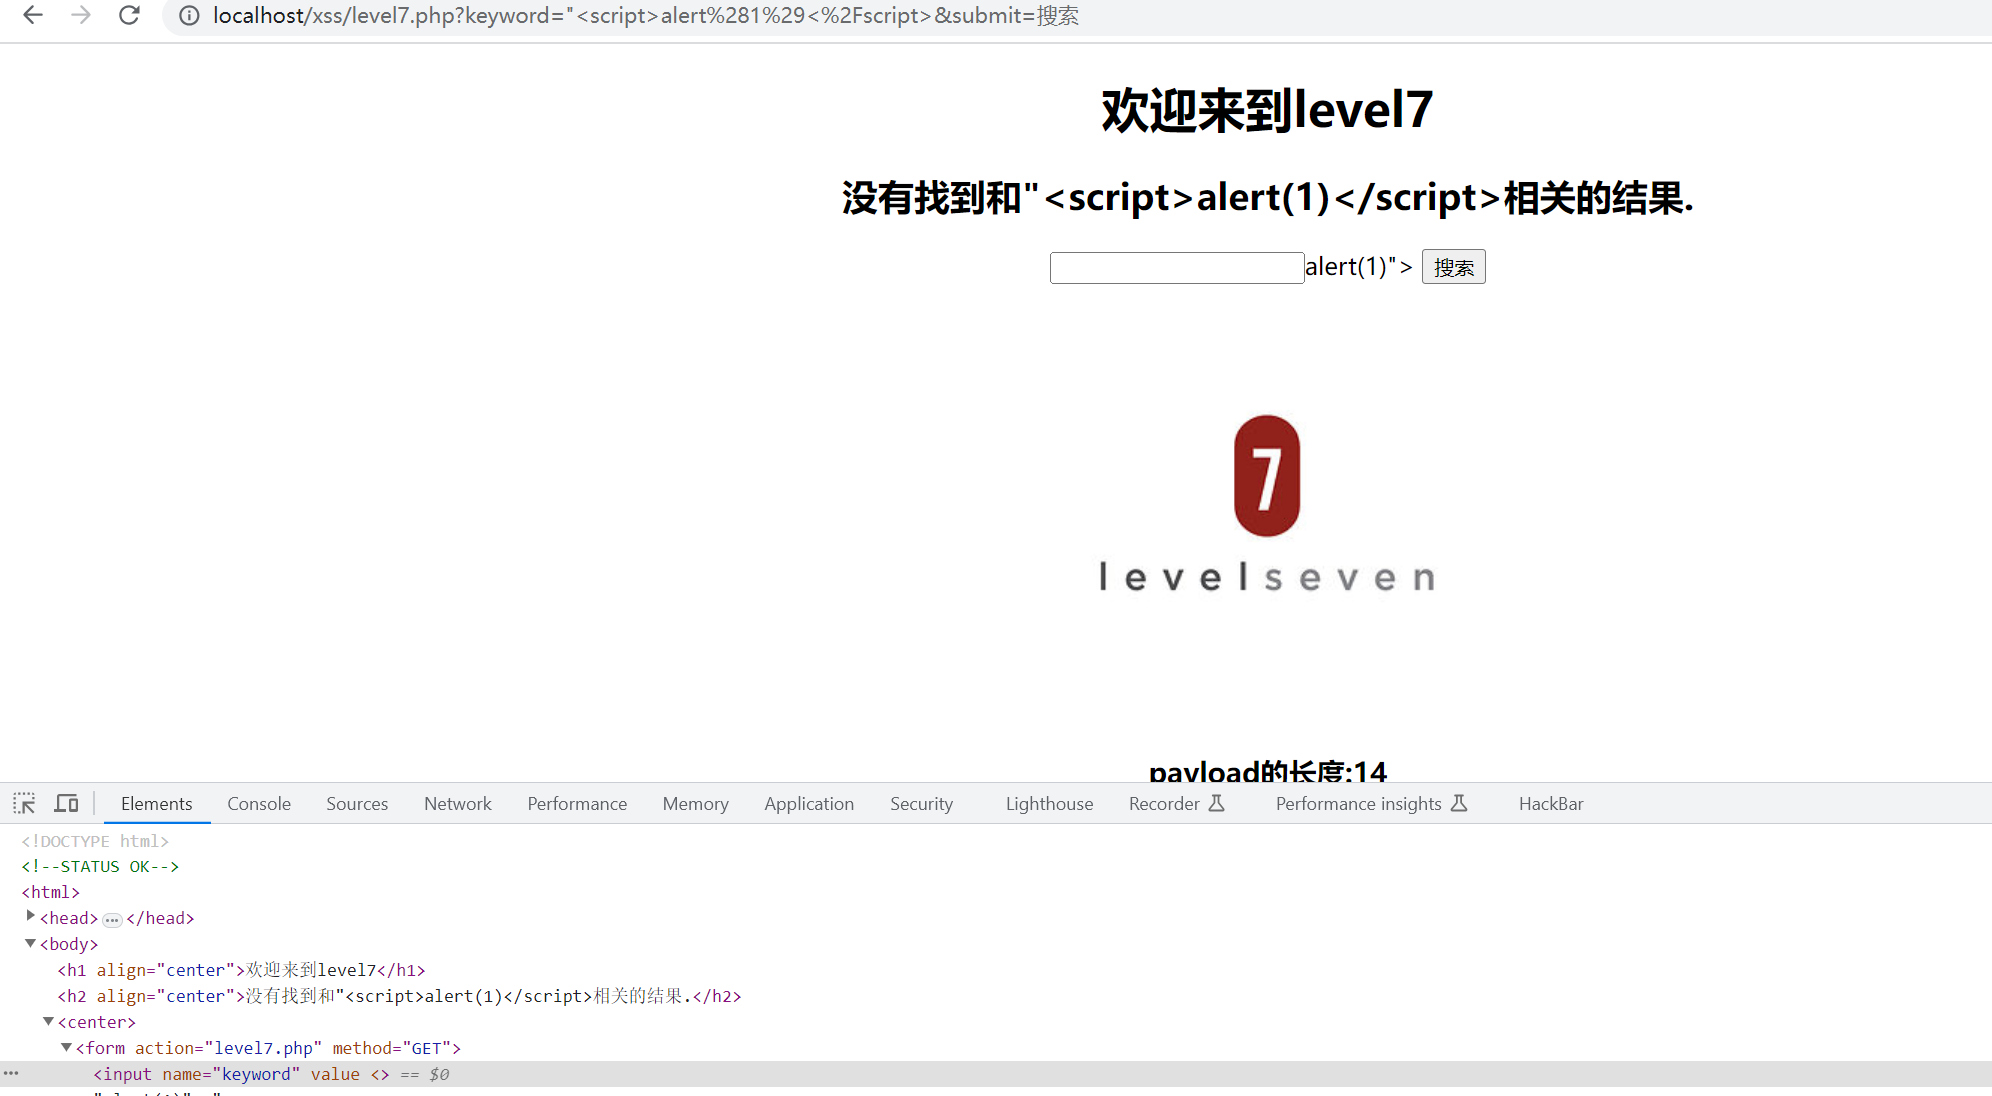 localhost/xss/level7.php?keyword="<script>alert%281%29<%2Fscript>&submit=搜索
欢迎来到level7
没有找到和"<script>alert(1)</script>相关的结果.
alert(1)"> 搜索
7
levelseven
payload的长度:14
Elements Console Sources Network Performance Memory Application Security Lighthouse Recorder Performance insights HackBar
<!DOCTYPE html>
<!--STATUS OK-->
<html>
<head>…</head>
<body>
<h1 align="center">欢迎来到level7</h1>
<h2 align="center">没有找到和"<script>alert(1)</script>相关的结果.</h2>
<center>
<form action="level7.php" method="GET">
<input name="keyword" value <> == $0